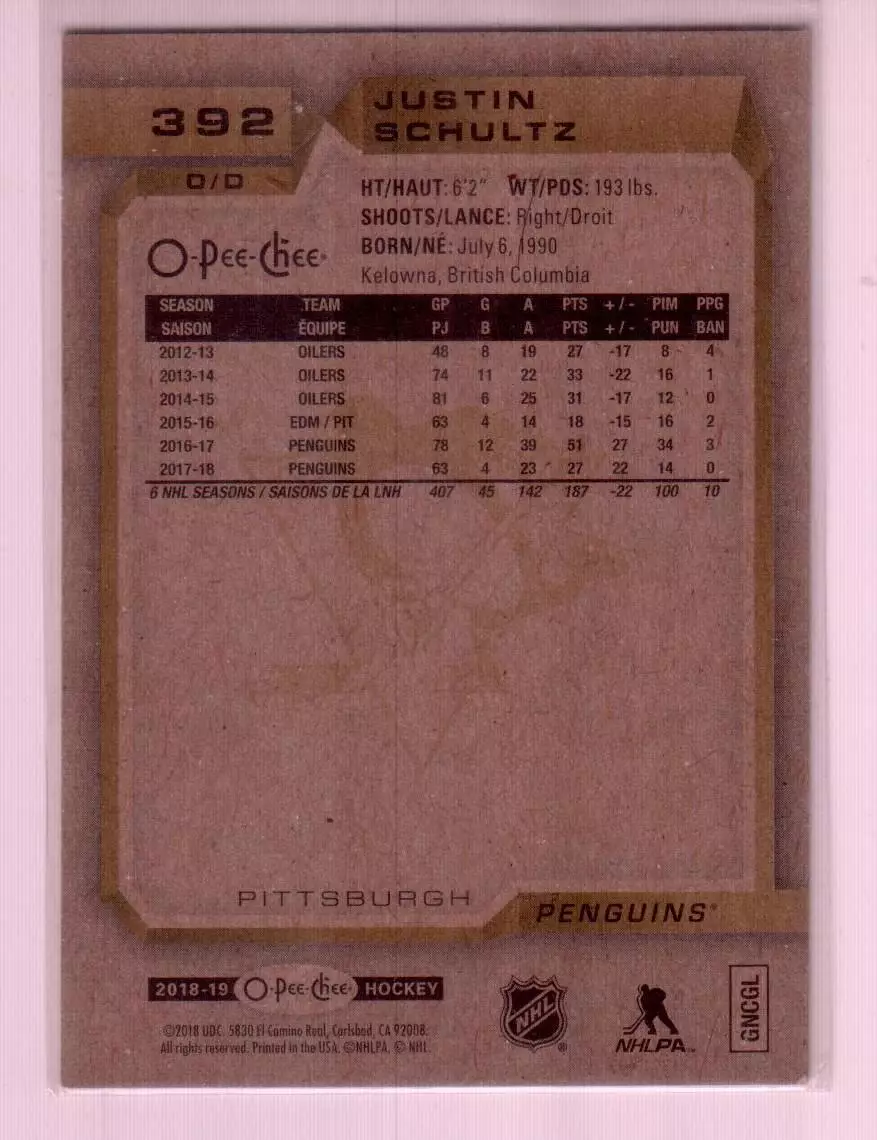 392
JUSTIN
SCHULTZ
D/D
HT/HAUT: 6'2" WT/PDS: 193 lbs.
SHOOTS/LANCE: Right/Droit
BORN/NÉ: July 6, 1990
Kelowna, British Columbia
O-Pee-Chee
SEASON TEAM GP G A PTS +/- PIM PPG
SAISON ÉQUIPE PJ B A PTS +/- PUN BAN
2012-13 OILERS 48 8 19 27 -17 8 4
2013-14 OILERS 74 11 22 33 -22 16 1
2014-15 OILERS 81 6 25 31 -17 12 0
2015-16 EDM / PIT 63 4 14 18 -15 16 2
2016-17 PENGUINS 78 12 39 51 27 34 3
2017-18 PENGUINS 63 4 23 27 22 14 0
6 NHL SEASONS / SAISONS DE LA LNH 407 45 142 187 -22 100 10
PITTSBURGH
PENGUINS
2018-19 O-Pee-Chee HOCKEY
©2018 UDC. 5830 El Camino Real, Carlsbad, CA 92008.
All rights reserved. Printed in the USA. ©NHLPA. © NHL.
NHL
NHLPA
GNCGL